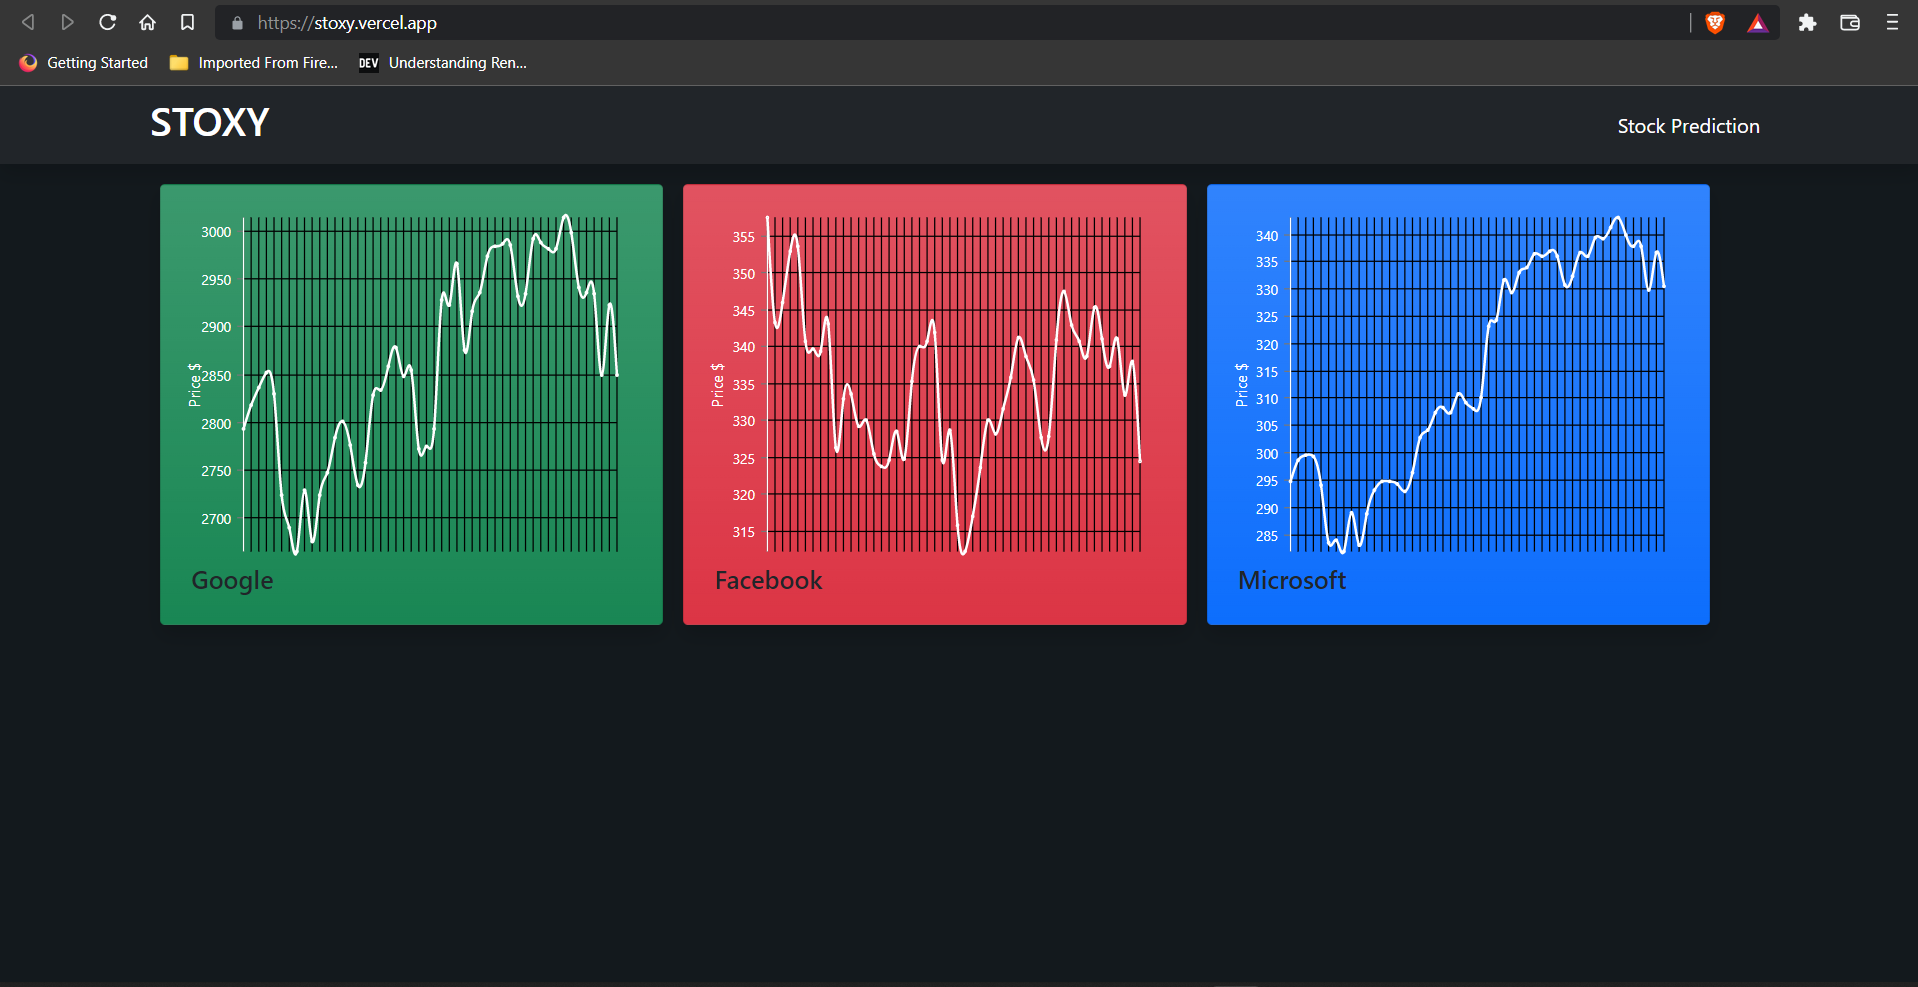 https://stoxy.vercel.app
Getting Started
Imported From Fire...
DEV
Understanding Ren...
STOXY
Stock Prediction
3000
2950
2900
2850
2800
2750
2700
Price $
Google
355
350
345
340
335
330
325
320
315
Price $
Facebook
340
335
330
325
320
315
310
305
300
295
290
285
Price $
Microsoft